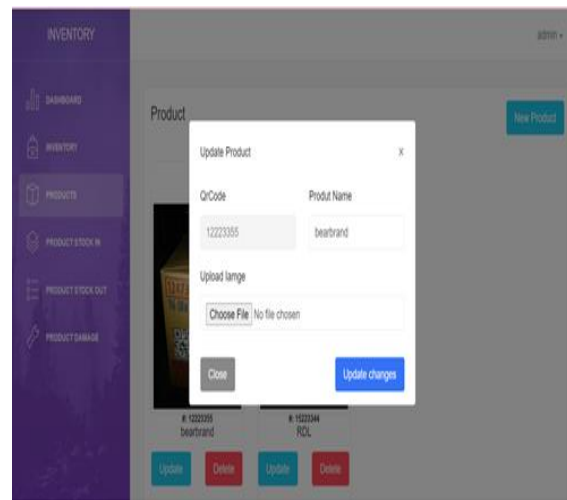 INVENTORY
admin
DASHBOARD
INVENTORY
PRODUCTS
PRODUCT STOCK IN
PRODUCT STOCK OUT
PRODUCT DAMAGE
Product
New Product
Update Product
X
QrCode
Produt Name
12223355
bearbrand
Upload Iamge
Choose File No file chosen
Close
Update changes
#: 12223355
bearbrand
Update
Delete
#: 15223344
RDL
Update
Delete